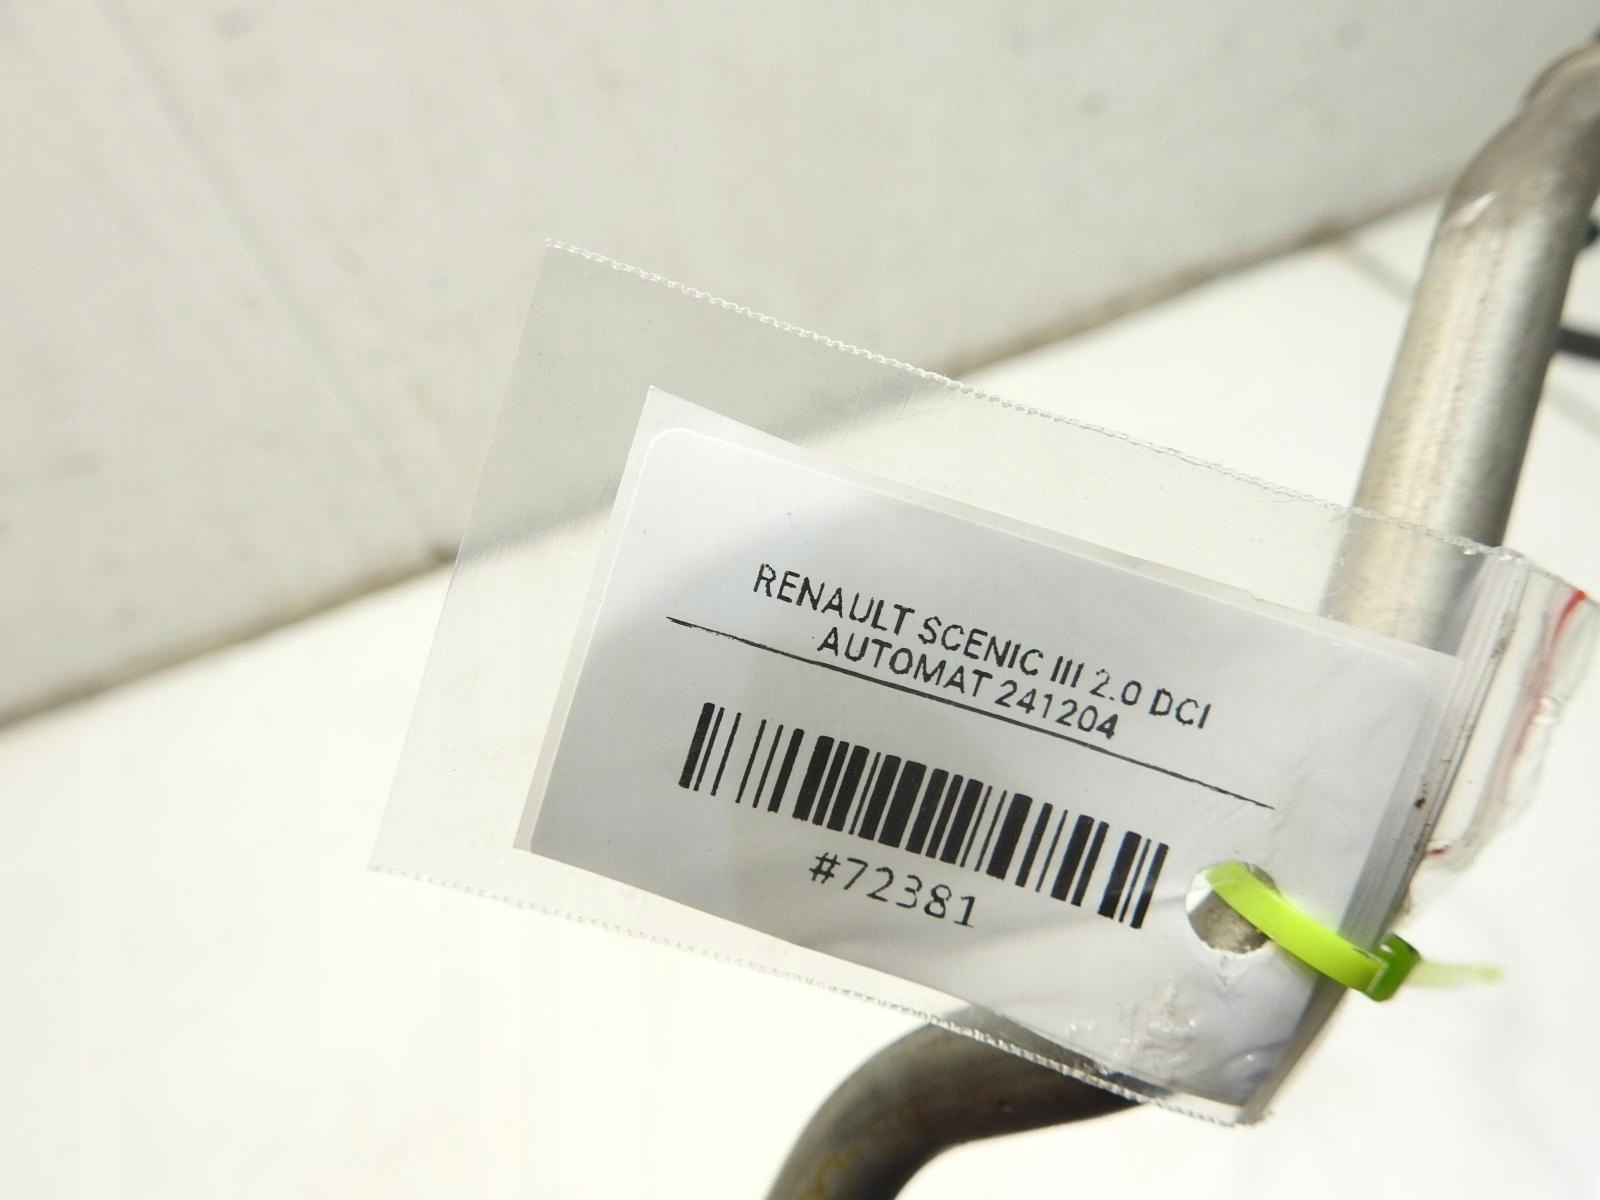 RENAULT SCENIC III 2.0 DCI
AUTOMAT 241204
#72381